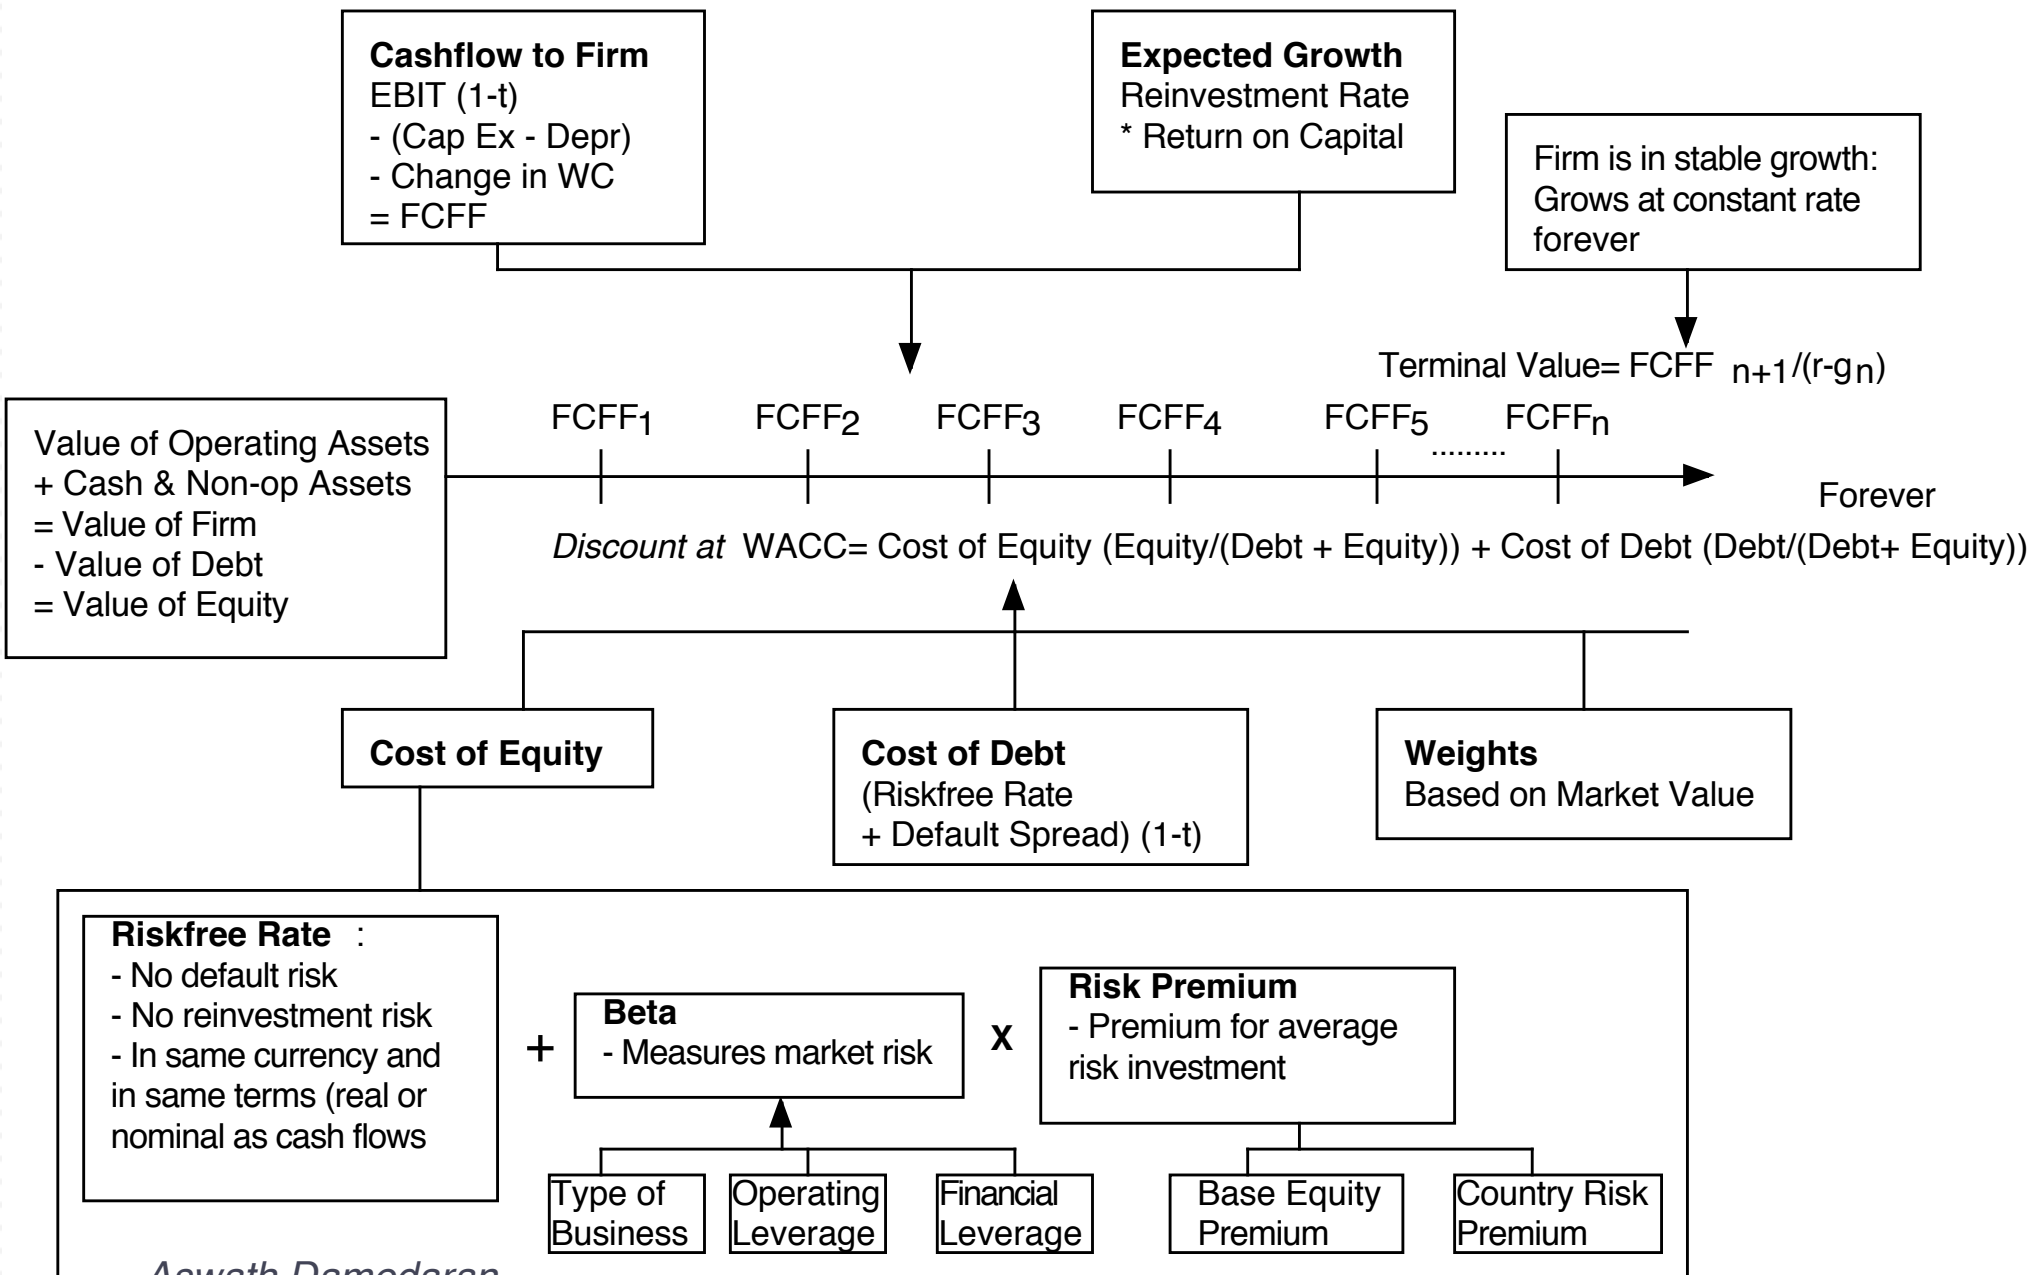 Cashflow to Firm
EBIT (1-t)
- (Cap Ex - Depr)
- Change in WC
= FCFF
Expected Growth
Reinvestment Rate
* Return on Capital
Firm is in stable growth:
Grows at constant rate
forever
Terminal Value= FCFF n+1/(r-gn)
FCFF1 FCFF2 FCFF3 FCFF4 FCFF5 ......... FCFFn
Forever
Value of Operating Assets
+ Cash & Non-op Assets
= Value of Firm
- Value of Debt
= Value of Equity
Discount at WACC= Cost of Equity (Equity/(Debt + Equity)) + Cost of Debt (Debt/(Debt+ Equity))
Cost of Equity
Cost of Debt
(Riskfree Rate
+ Default Spread) (1-t)
Weights
Based on Market Value
Riskfree Rate :
- No default risk
- No reinvestment risk
- In same currency and
in same terms (real or
nominal as cash flows
+
Beta
- Measures market risk
X
Risk Premium
- Premium for average
risk investment
Type of
Business
Operating
Leverage
Financial
Leverage
Base Equity
Premium
Country Risk
Premium
Aswath Damodaran